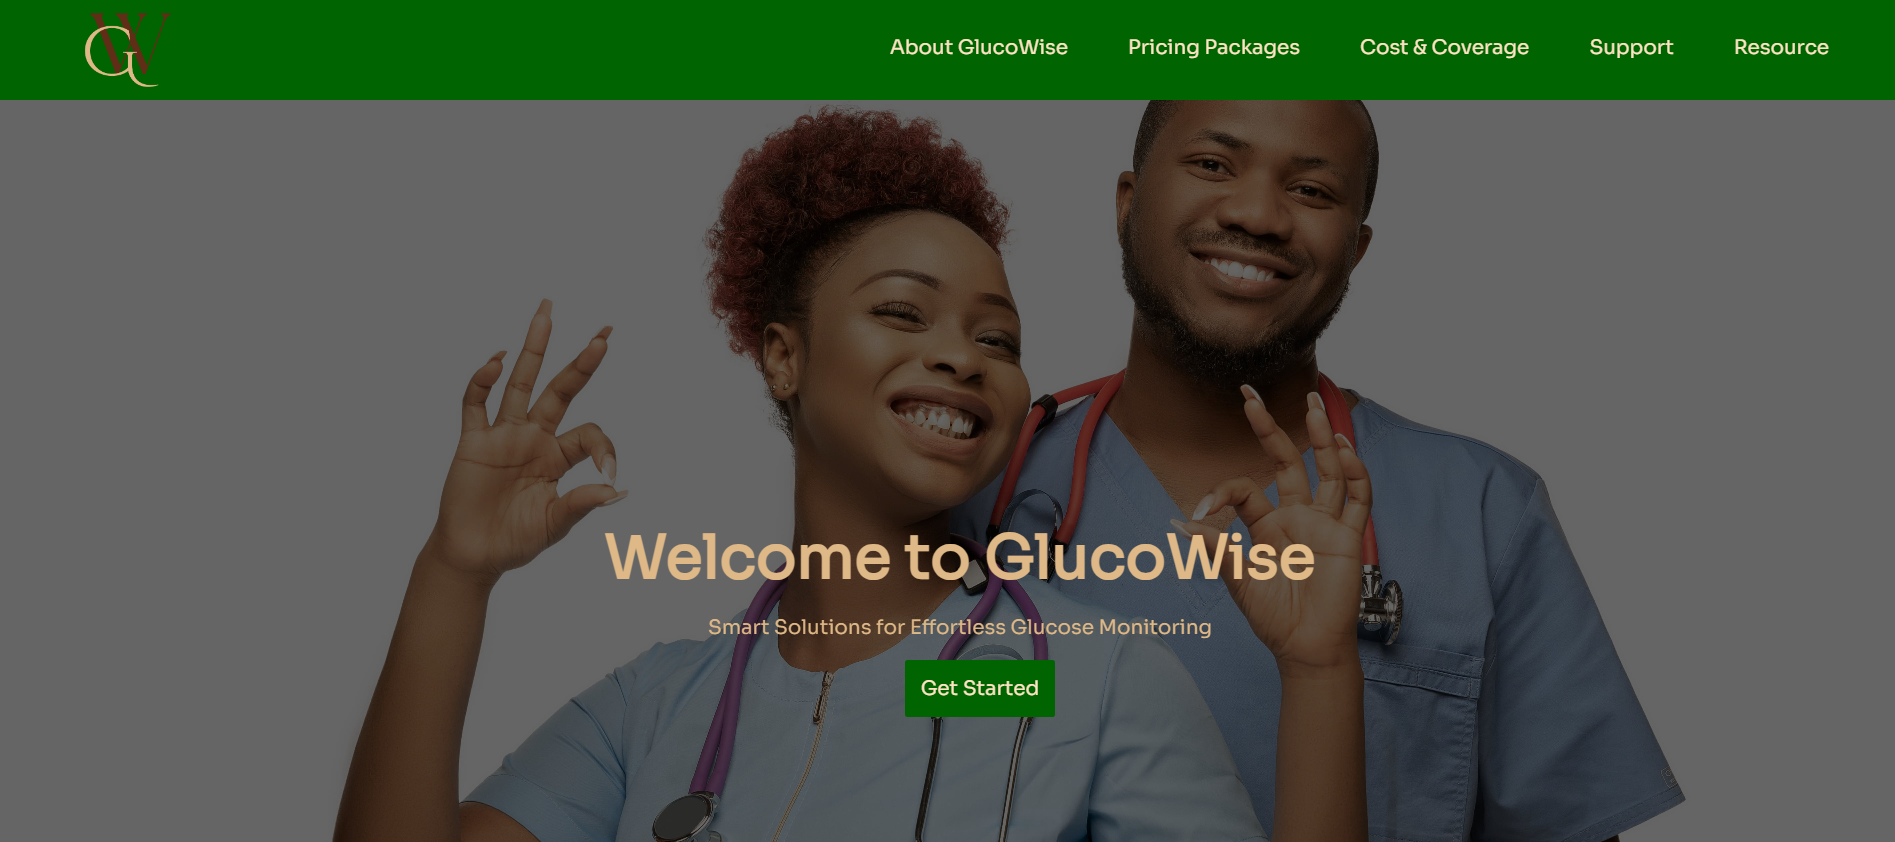 GW
About GlucoWise
Pricing Packages
Cost & Coverage
Support
Resource
Welcome to GlucoWise
Smart Solutions for Effortless Glucose Monitoring
Get Started